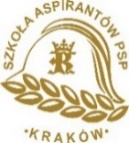 SZKOŁA ASPIRANTÓW PSP
• KRAKÓW •